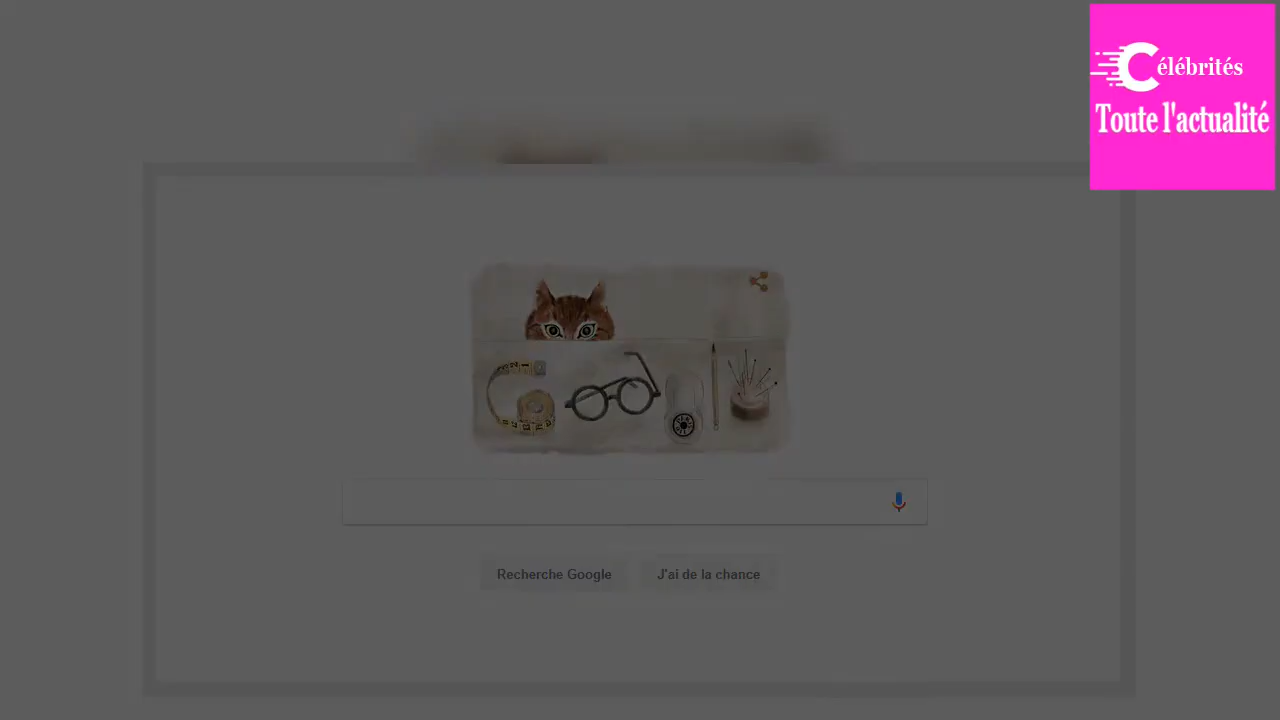 Célébrités
Toute l'actualité
Recherche Google
J'ai de la chance